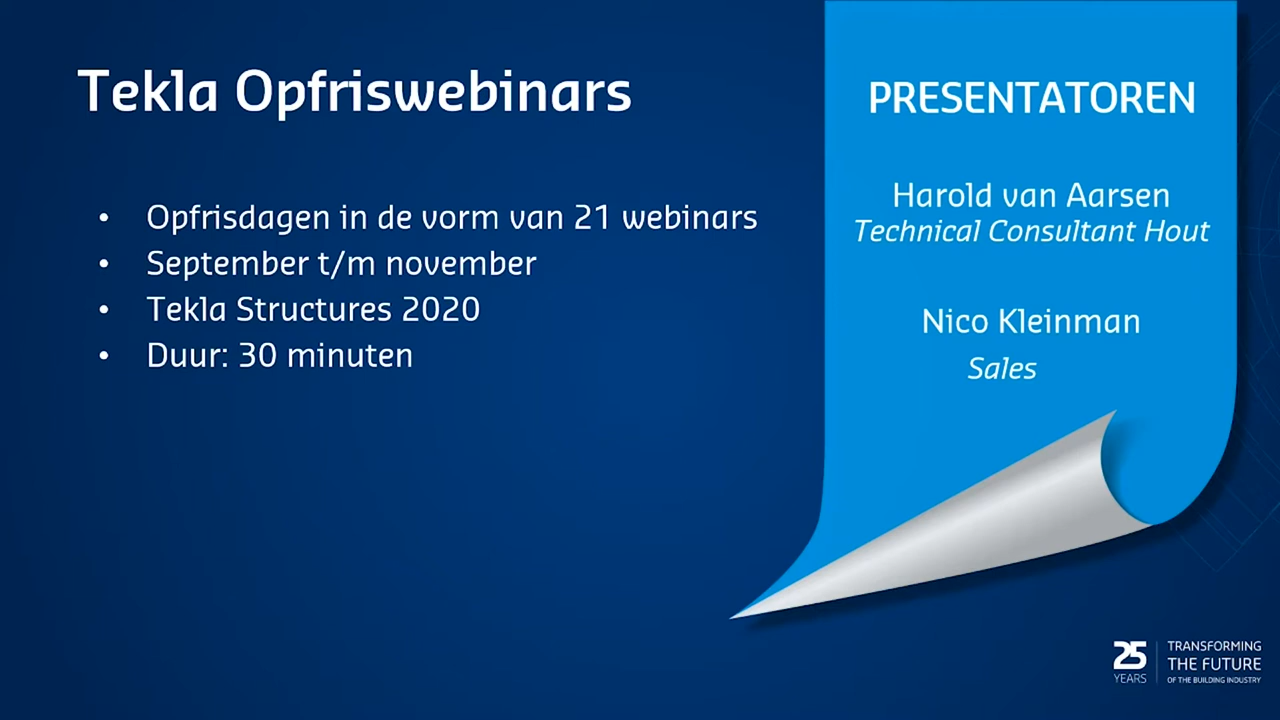 Tekla Opfriswebinars
• Opfrisdagen in de vorm van 21 webinars
• September t/m november
• Tekla Structures 2020
• Duur: 30 minuten
PRESENTATOREN
Harold van Aarsen
Technical Consultant Hout
Nico Kleinman
Sales
25
YEARS
TRANSFORMING
THE FUTURE
OF THE BUILDING INDUSTRY